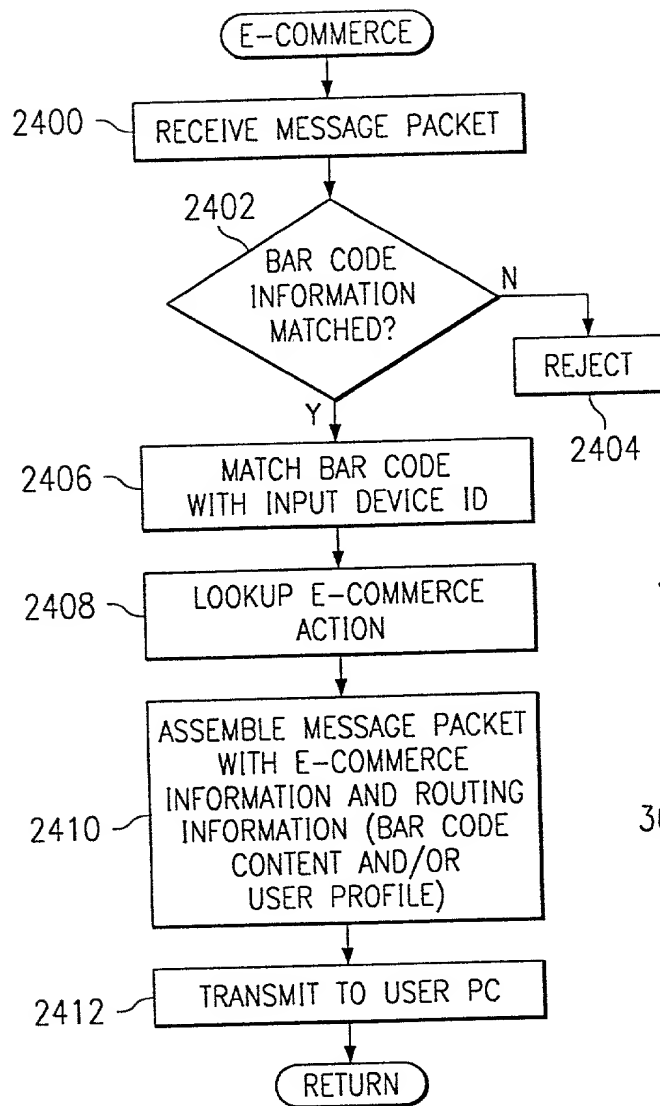 E-COMMERCE
2400
RECEIVE MESSAGE PACKET
2402
BAR CODE
INFORMATION
MATCHED?
N
REJECT
2404
Y
2406
MATCH BAR CODE
WITH INPUT DEVICE ID
2408
LOOKUP E-COMMERCE
ACTION
2410
ASSEMBLE MESSAGE PACKET
WITH E-COMMERCE
INFORMATION AND ROUTING
INFORMATION (BAR CODE
CONTENT AND/OR
USER PROFILE)
2412
TRANSMIT TO USER PC
RETURN